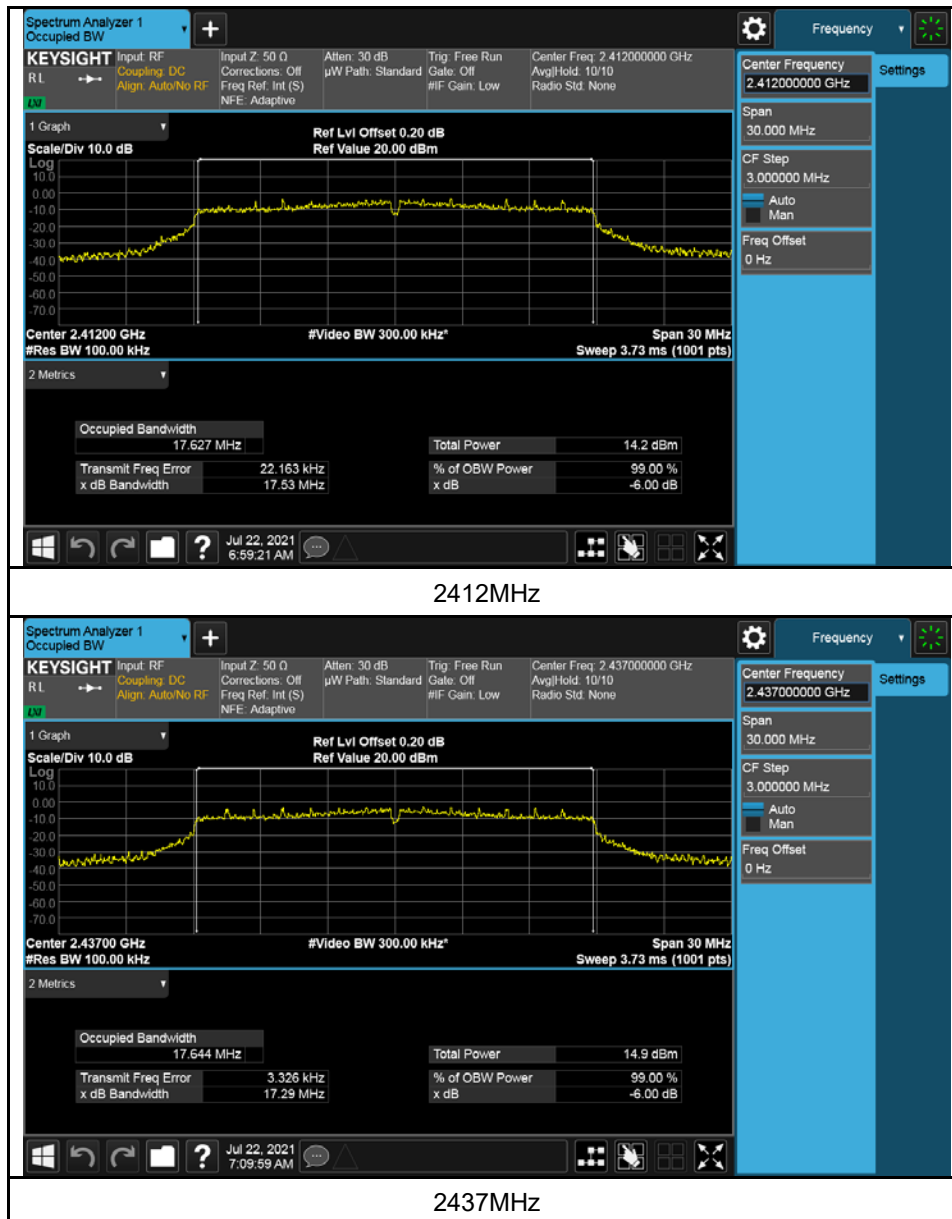 Spectrum Analyzer 1
Occupied BW
+
Frequency
KEYSIGHT
RL
LXI
Input: RF
Coupling: DC
Align: Auto/No RF
Input Z: 50 Ω
Corrections: Off
Freq Ref: Int (S)
NFE: Adaptive
Atten: 30 dB
µW Path: Standard
Trig: Free Run
Gate: Off
#IF Gain: Low
Center Freq: 2.412000000 GHz
Avg|Hold: 10/10
Radio Std: None
Center Frequency
2.412000000 GHz
Settings
Span
30.000 MHz
CF Step
3.000000 MHz
Auto
Man
Freq Offset
0 Hz
1 Graph
Scale/Div 10.0 dB
Ref Lvl Offset 0.20 dB
Ref Value 20.00 dBm
Log
10.0
0.00
-10.0
-20.0
-30.0
-40.0
-50.0
-60.0
-70.0
Center 2.41200 GHz
#Video BW 300.00 kHz*
Span 30 MHz
#Res BW 100.00 kHz
Sweep 3.73 ms (1001 pts)
2 Metrics
Occupied Bandwidth
17.627 MHz
Total Power 14.2 dBm
Transmit Freq Error 22.163 kHz
% of OBW Power 99.00 %
x dB Bandwidth 17.53 MHz
x dB -6.00 dB
?
Jul 22, 2021
6:59:21 AM
2412MHz
Spectrum Analyzer 1
Occupied BW
+
Frequency
KEYSIGHT
RL
LXI
Input: RF
Coupling: DC
Align: Auto/No RF
Input Z: 50 Ω
Corrections: Off
Freq Ref: Int (S)
NFE: Adaptive
Atten: 30 dB
µW Path: Standard
Trig: Free Run
Gate: Off
#IF Gain: Low
Center Freq: 2.437000000 GHz
Avg|Hold: 10/10
Radio Std: None
Center Frequency
2.437000000 GHz
Settings
Span
30.000 MHz
CF Step
3.000000 MHz
Auto
Man
Freq Offset
0 Hz
1 Graph
Scale/Div 10.0 dB
Ref Lvl Offset 0.20 dB
Ref Value 20.00 dBm
Log
10.0
0.00
-10.0
-20.0
-30.0
-40.0
-50.0
-60.0
-70.0
Center 2.43700 GHz
#Video BW 300.00 kHz*
Span 30 MHz
#Res BW 100.00 kHz
Sweep 3.73 ms (1001 pts)
2 Metrics
Occupied Bandwidth
17.644 MHz
Total Power 14.9 dBm
Transmit Freq Error 3.326 kHz
% of OBW Power 99.00 %
x dB Bandwidth 17.29 MHz
x dB -6.00 dB
?
Jul 22, 2021
7:09:59 AM
2437MHz